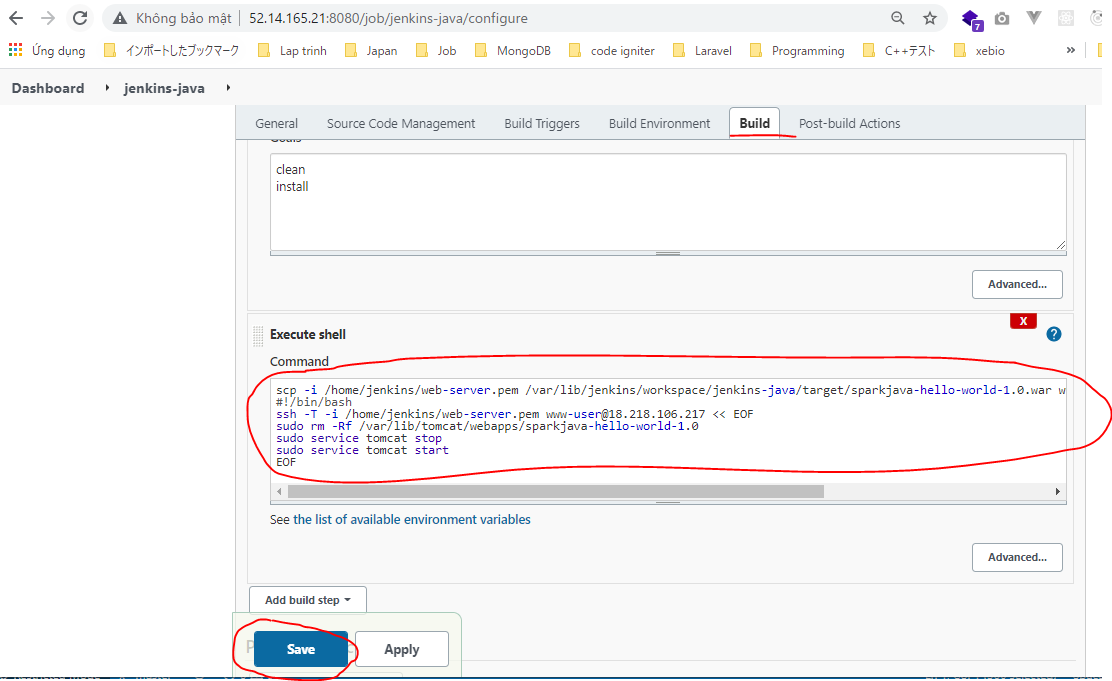 Không bảo mật 52.14.165.21:8080/job/jenkins-java/configure
7
Ứng dụng インポートしたブックマーク Lap trinh Japan Job MongoDB code igniter Laravel Programming C++テスト xebio »
Dashboard jenkins-java
General Source Code Management Build Triggers Build Environment Build Post-build Actions
Goals
clean
install
Advanced...
X
Execute shell ?
Command
scp -i /home/jenkins/web-server.pem /var/lib/jenkins/workspace/jenkins-java/target/sparkjava-hello-world-1.0.war w
#!/bin/bash
ssh -T -i /home/jenkins/web-server.pem www-user@18.218.106.217 << EOF
sudo rm -Rf /var/lib/tomcat/webapps/sparkjava-hello-world-1.0
sudo service tomcat stop
sudo service tomcat start
EOF
See the list of available environment variables
Advanced...
Add build step
Save Apply